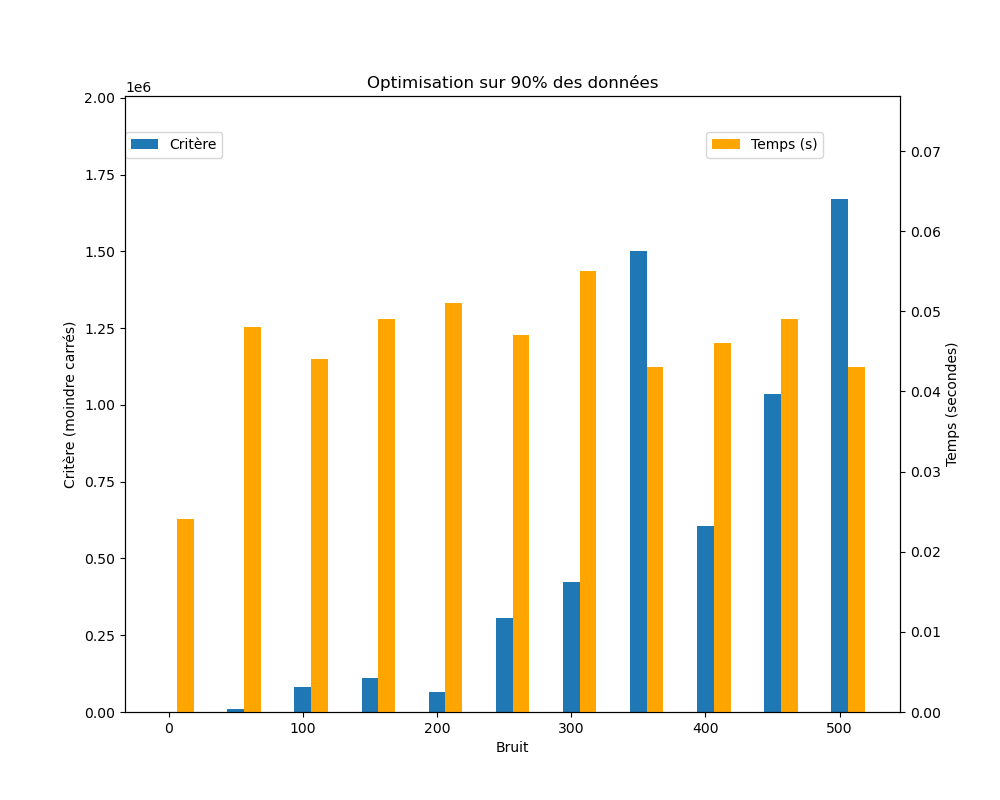 Optimisation sur 90% des données
1e6
2.00
1.75
1.50
1.25
1.00
0.75
0.50
0.25
0.00
Critère (moindre carrés)
Critère
Temps (s)
0.07
0.06
0.05
0.04
0.03
0.02
0.01
0.00
Temps (secondes)
0 100 200 300 400 500
Bruit